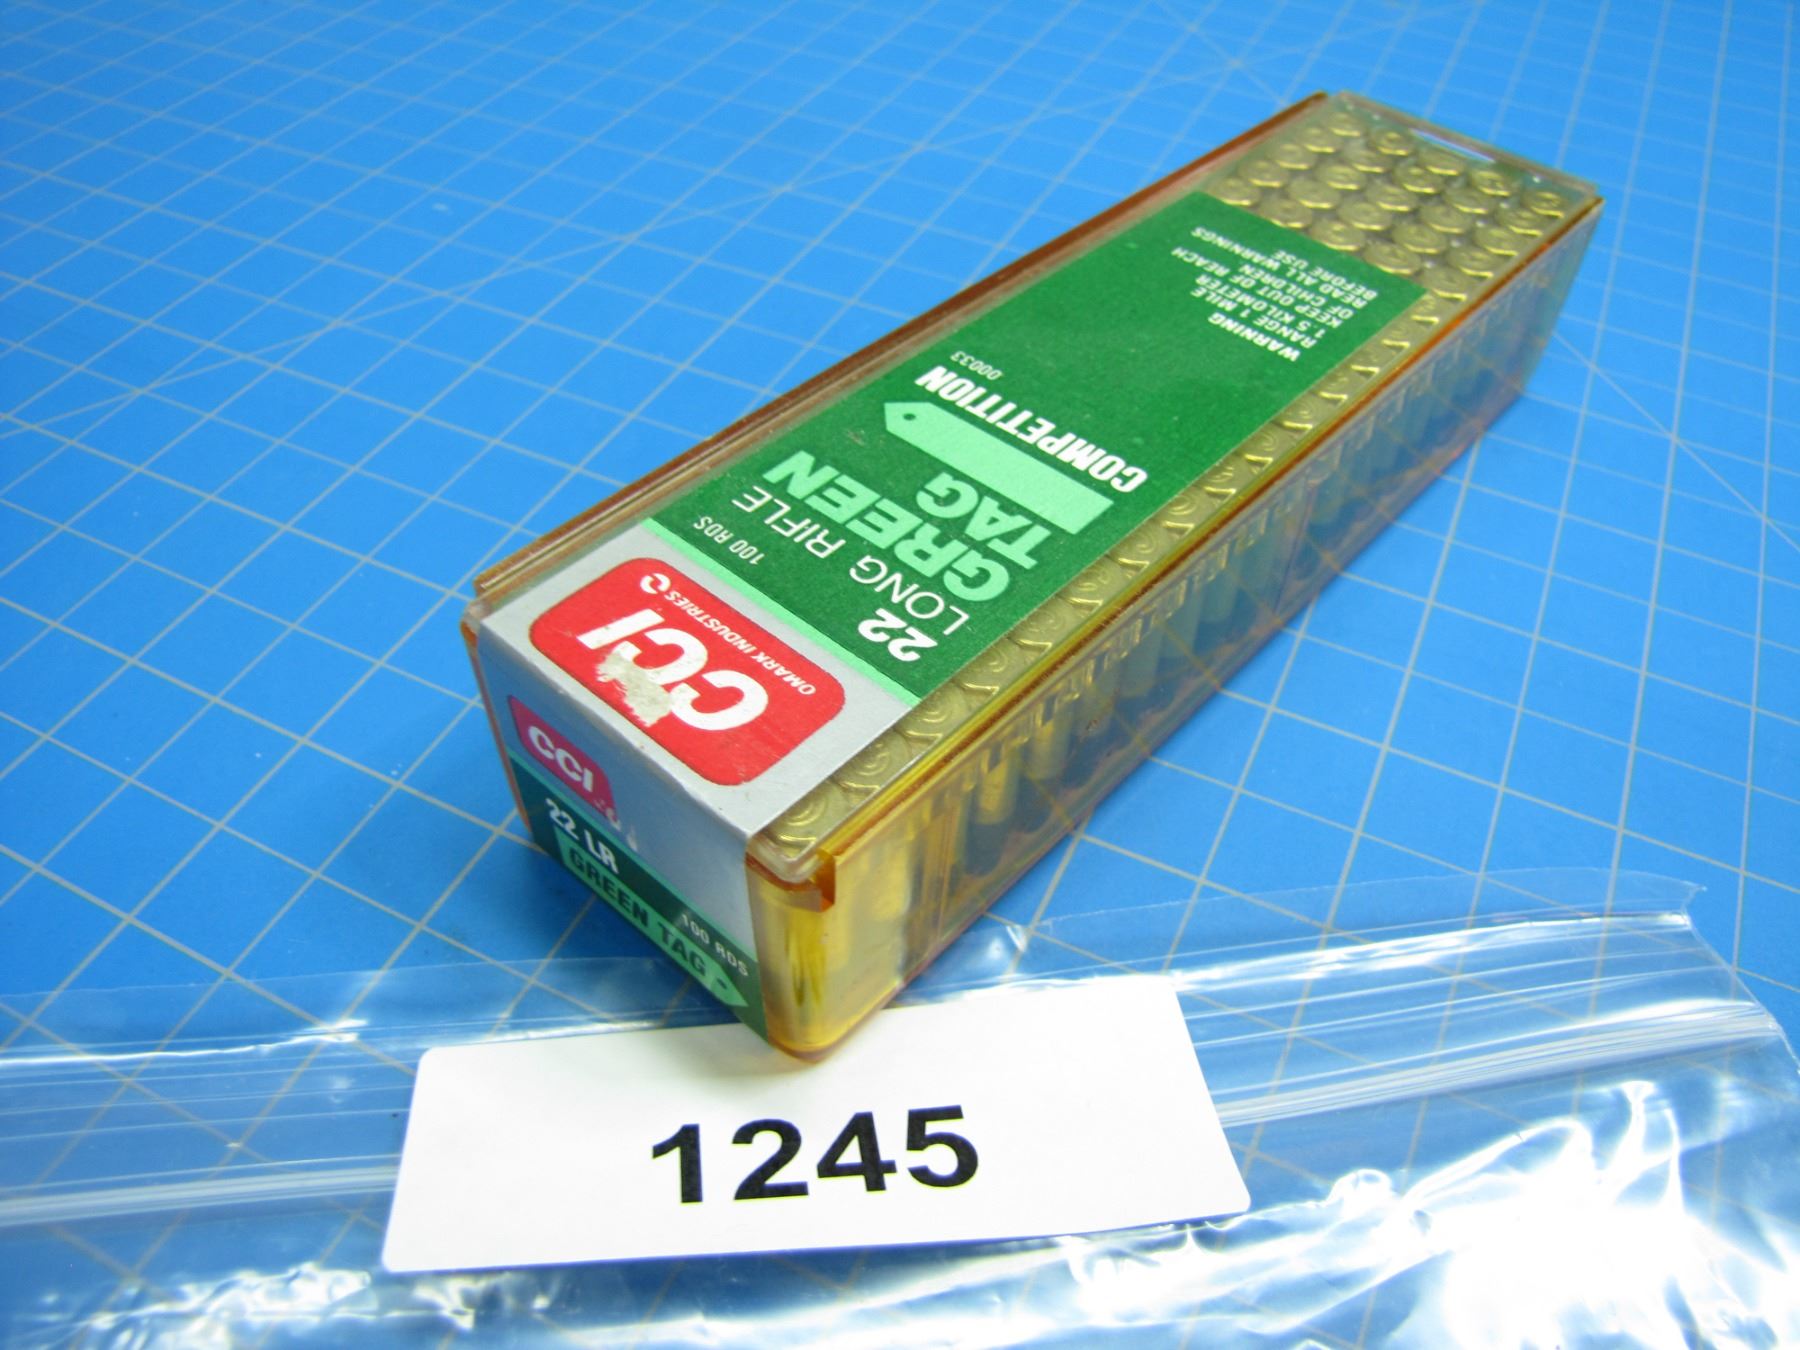 CCI
OMARK INDUSTRIES
100 RDS
22
LONG RIFLE
GREEN
TAG
COMPETITION
00033
WARNING
RANGE 1 MILE
1.5 KILOMETER
KEEP OUT OF REACH
OF CHILDREN
READ ALL WARNINGS
BEFORE USE
CCI
22 LR
100 RDS
GREEN TAG
1245